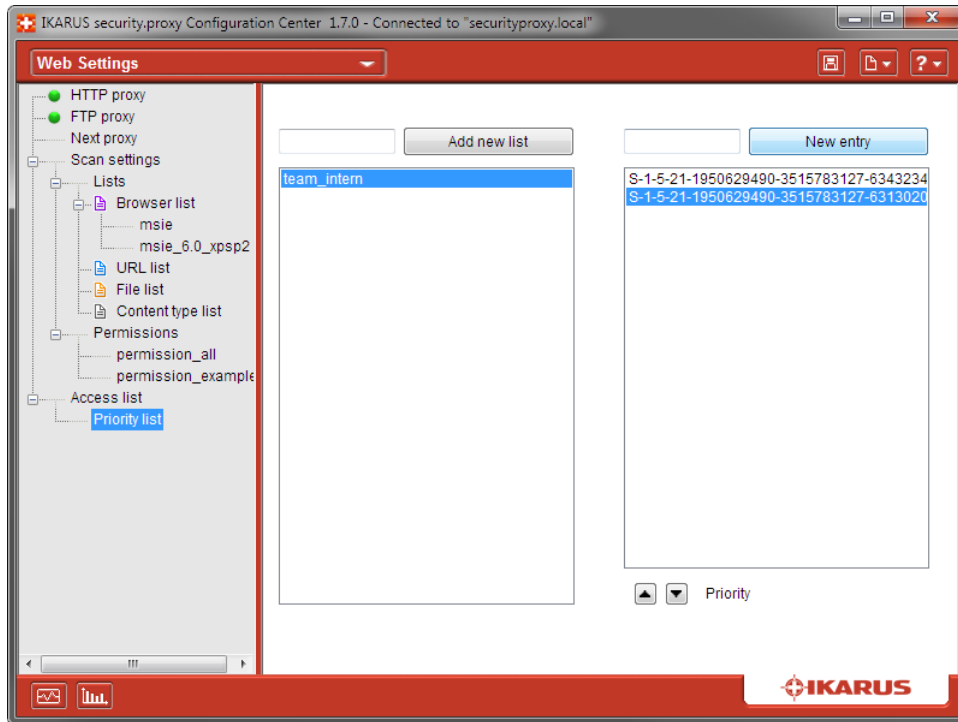 IKARUS security.proxy Configuration Center 1.7.0 - Connected to "securityproxy.local"
Web Settings
HTTP proxy
FTP proxy
Next proxy
Scan settings
Lists
Browser list
msie
msie_6.0_xpsp2
URL list
File list
Content type list
Permissions
permission_all
permission_example
Access list
Priority list
Add new list
team_intern
New entry
S-1-5-21-1950629490-3515783127-6343234
S-1-5-21-1950629490-3515783127-6313020
Priority
IKARUS